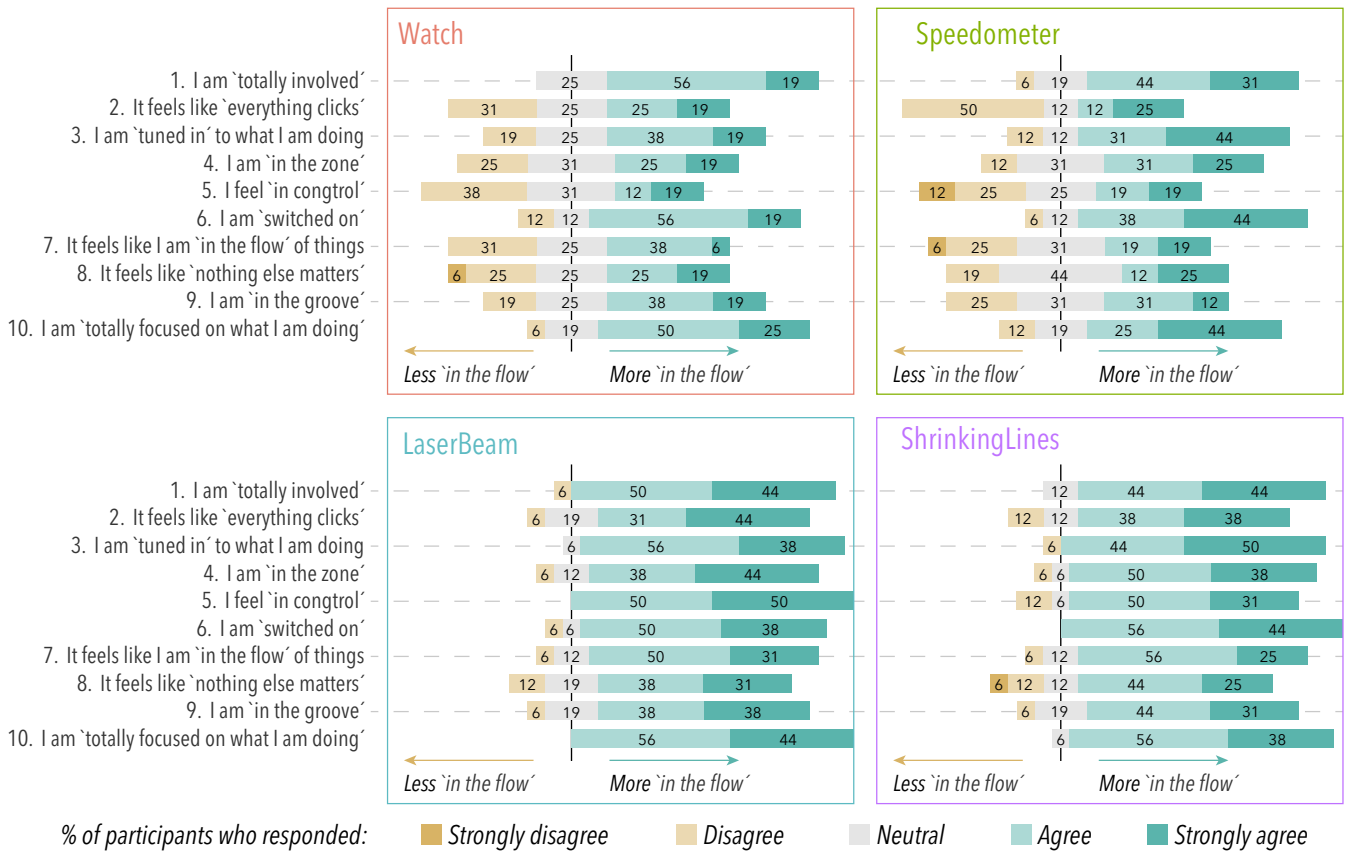 Watch
Speedometer
1. I am `totally involved´ 25 56 19 6 19 44 31
2. It feels like `everything clicks´ 31 25 25 19 50 12 12 25
3. I am `tuned in´ to what I am doing 19 25 38 19 12 12 31 44
4. I am `in the zone´ 25 31 25 19 12 31 31 25
5. I feel `in congtrol´ 38 31 12 19 12 25 25 19 19
6. I am `switched on´ 12 12 56 19 6 12 38 44
7. It feels like I am `in the flow´ of things 31 25 38 6 6 25 31 19 19
8. It feels like `nothing else matters´ 6 25 25 25 19 19 44 12 25
9. I am `in the groove´ 19 25 38 19 25 31 31 12
10. I am `totally focused on what I am doing´ 6 19 50 25 12 19 25 44
Less `in the flow´ More `in the flow´ Less `in the flow´ More `in the flow´
LaserBeam
ShrinkingLines
1. I am `totally involved´ 6 50 44 12 44 44
2. It feels like `everything clicks´ 6 19 31 44 12 12 38 38
3. I am `tuned in´ to what I am doing 6 56 38 6 44 50
4. I am `in the zone´ 6 12 38 44 6 6 50 38
5. I feel `in congtrol´ 50 50 12 6 50 31
6. I am `switched on´ 6 6 50 38 56 44
7. It feels like I am `in the flow´ of things 6 12 50 31 6 12 56 25
8. It feels like `nothing else matters´ 12 19 38 31 6 12 12 44 25
9. I am `in the groove´ 6 19 38 38 6 19 44 31
10. I am `totally focused on what I am doing´ 56 44 6 56 38
Less `in the flow´ More `in the flow´ Less `in the flow´ More `in the flow´
% of participants who responded: Strongly disagree Disagree Neutral Agree Strongly agree